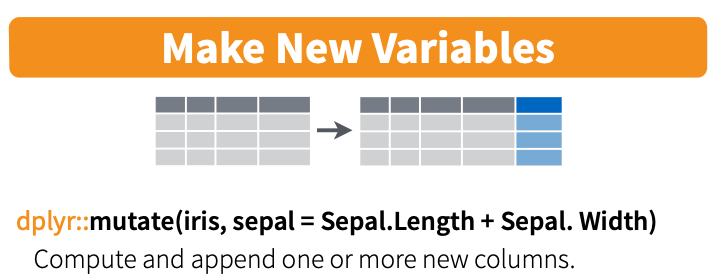 Make New Variables
dplyr::mutate(iris, sepal = Sepal.Length + Sepal. Width)
Compute and append one or more new columns.